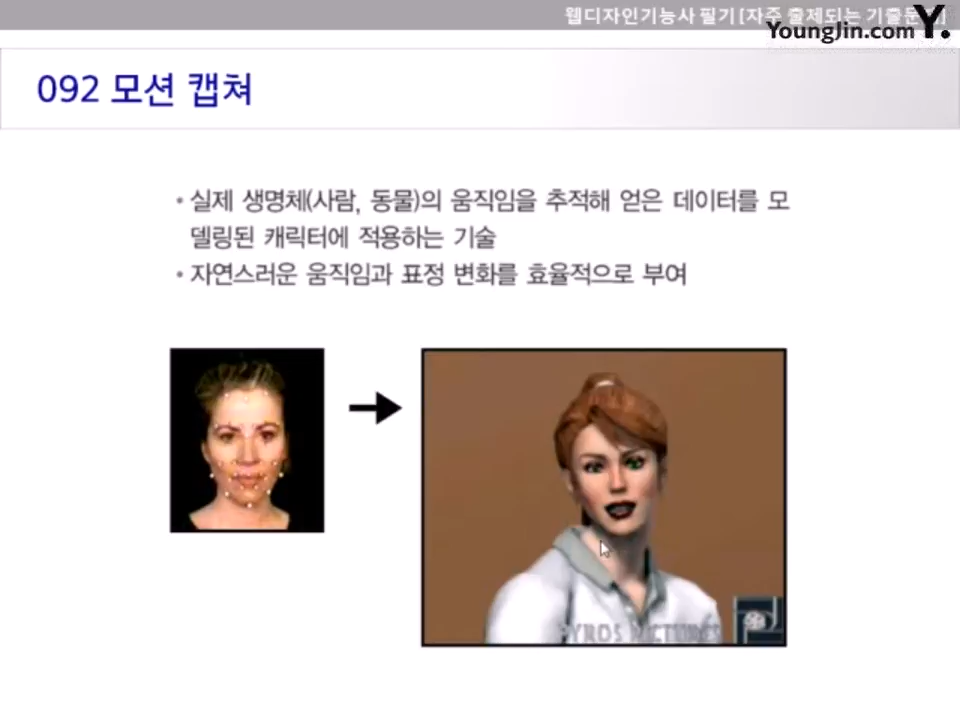 웹디자인기능사 필기 [자주 출제되는 기출문제]
YoungJin.com Y.
092 모션 캡쳐
• 실제 생명체(사람, 동물)의 움직임을 추적해 얻은 데이터를 모
델링된 캐릭터에 적용하는 기술
• 자연스러운 움직임과 표정 변화를 효율적으로 부여
PYROS PICTURES